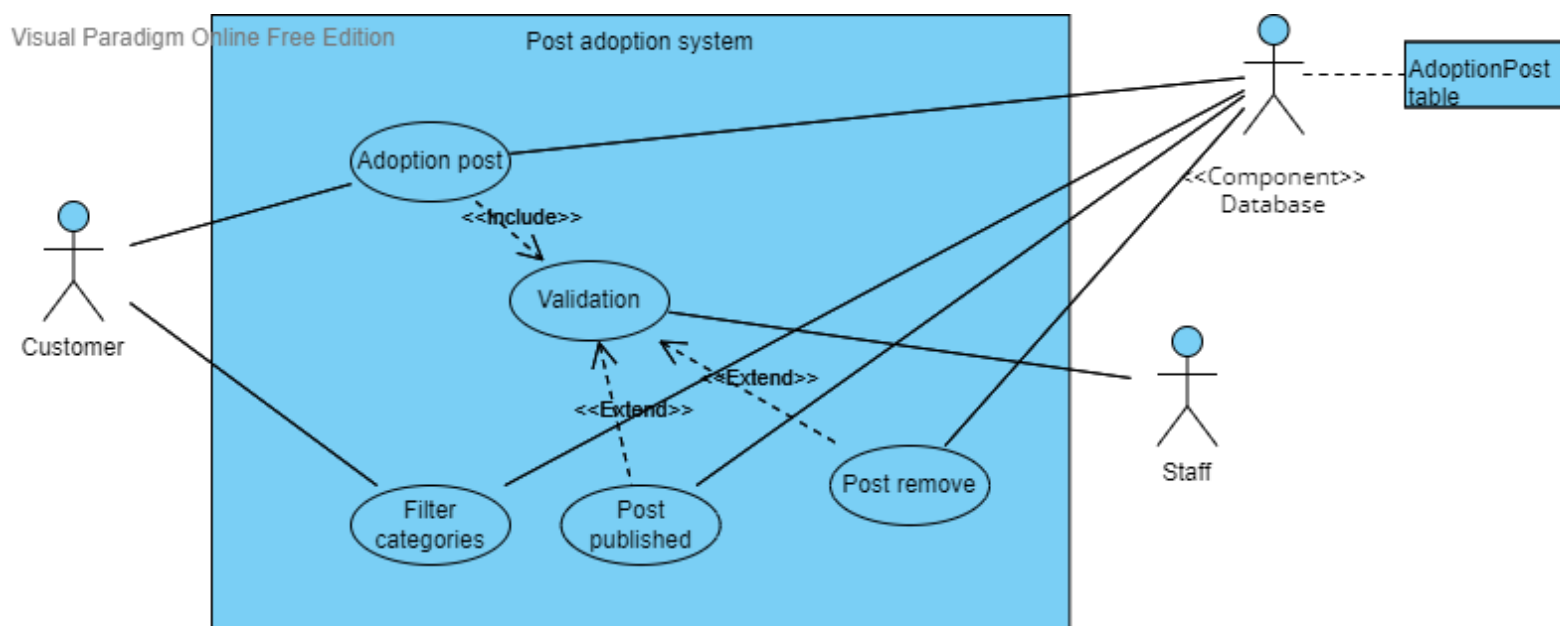 Visual Paradigm Online Free Edition
Post adoption system
AdoptionPost
table
Adoption post
<<Component>>
Database
<<Include>>
Validation
Customer
<<Extend>>
<<Extend>>
Staff
Post remove
Filter
categories
Post
published